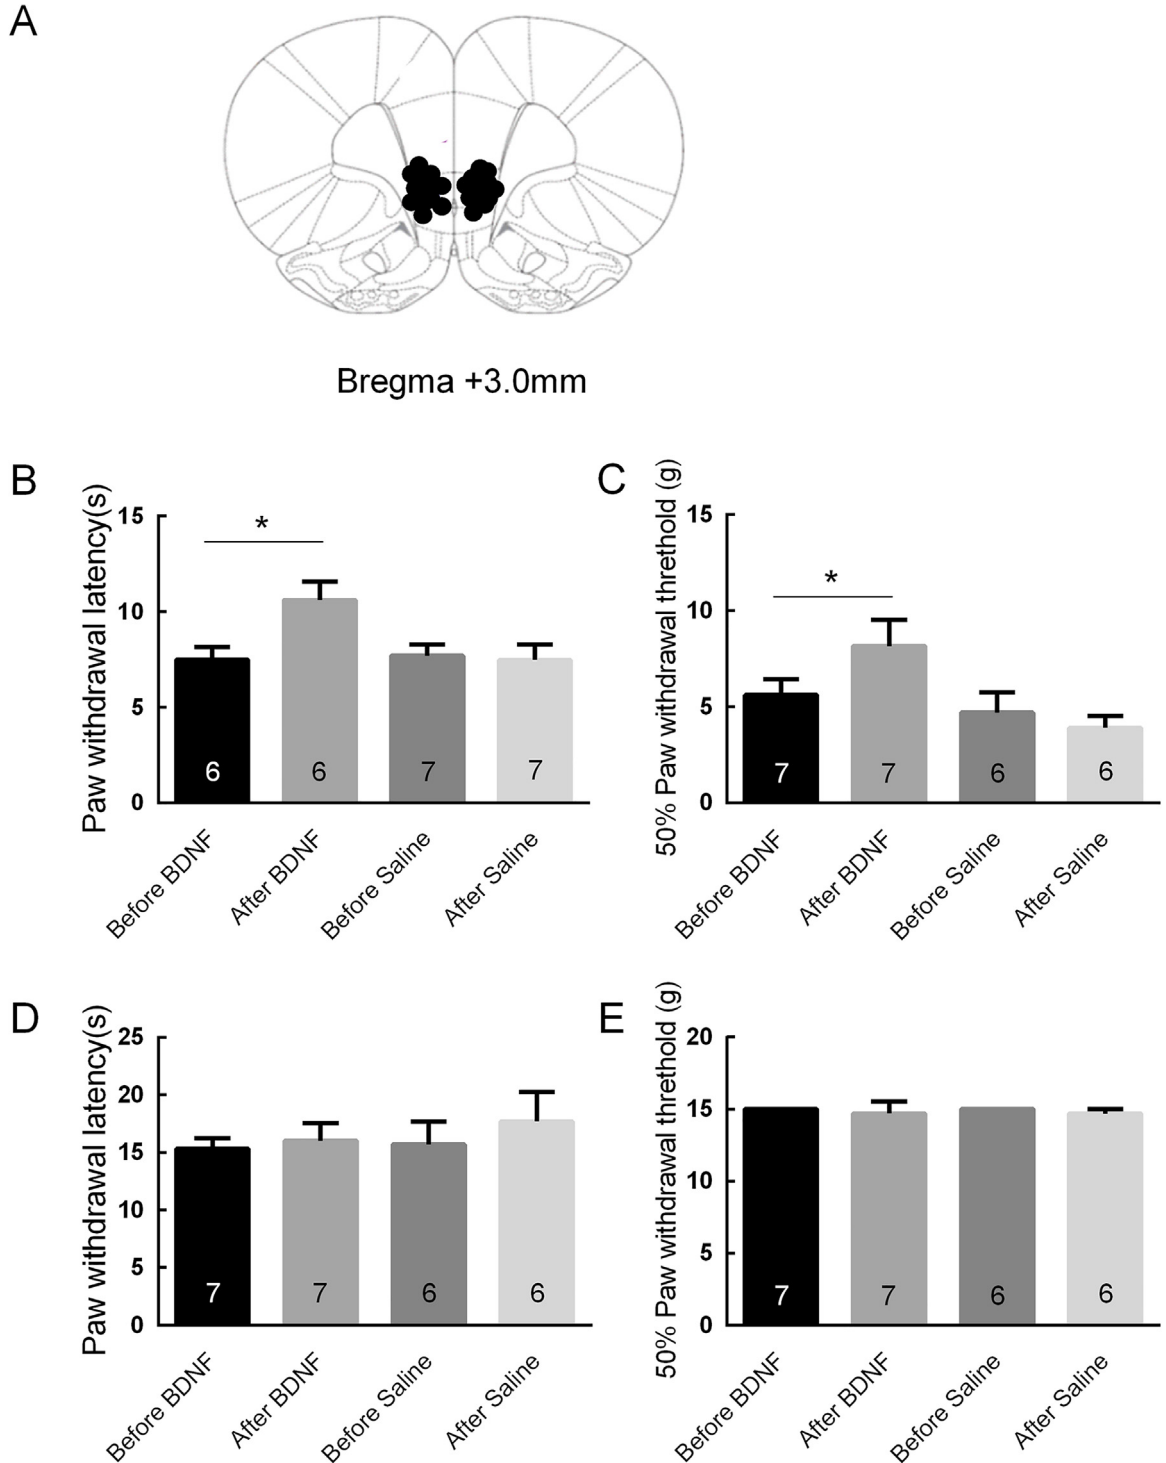 A
Bregma +3.0mm
B
Paw withdrawal latency(s)
15
10
5
0
*
6
6
7
7
Before BDNF
After BDNF
Before Saline
After Saline
C
50% Paw withdrawal threthold (g)
15
10
5
0
*
7
7
6
6
Before BDNF
After BDNF
Before Saline
After Saline
D
Paw withdrawal latency(s)
25
20
15
10
5
0
7
7
6
6
Before BDNF
After BDNF
Before Saline
After Saline
E
50% Paw withdrawal threthold (g)
20
15
10
5
0
7
7
6
6
Before BDNF
After BDNF
Before Saline
After Saline